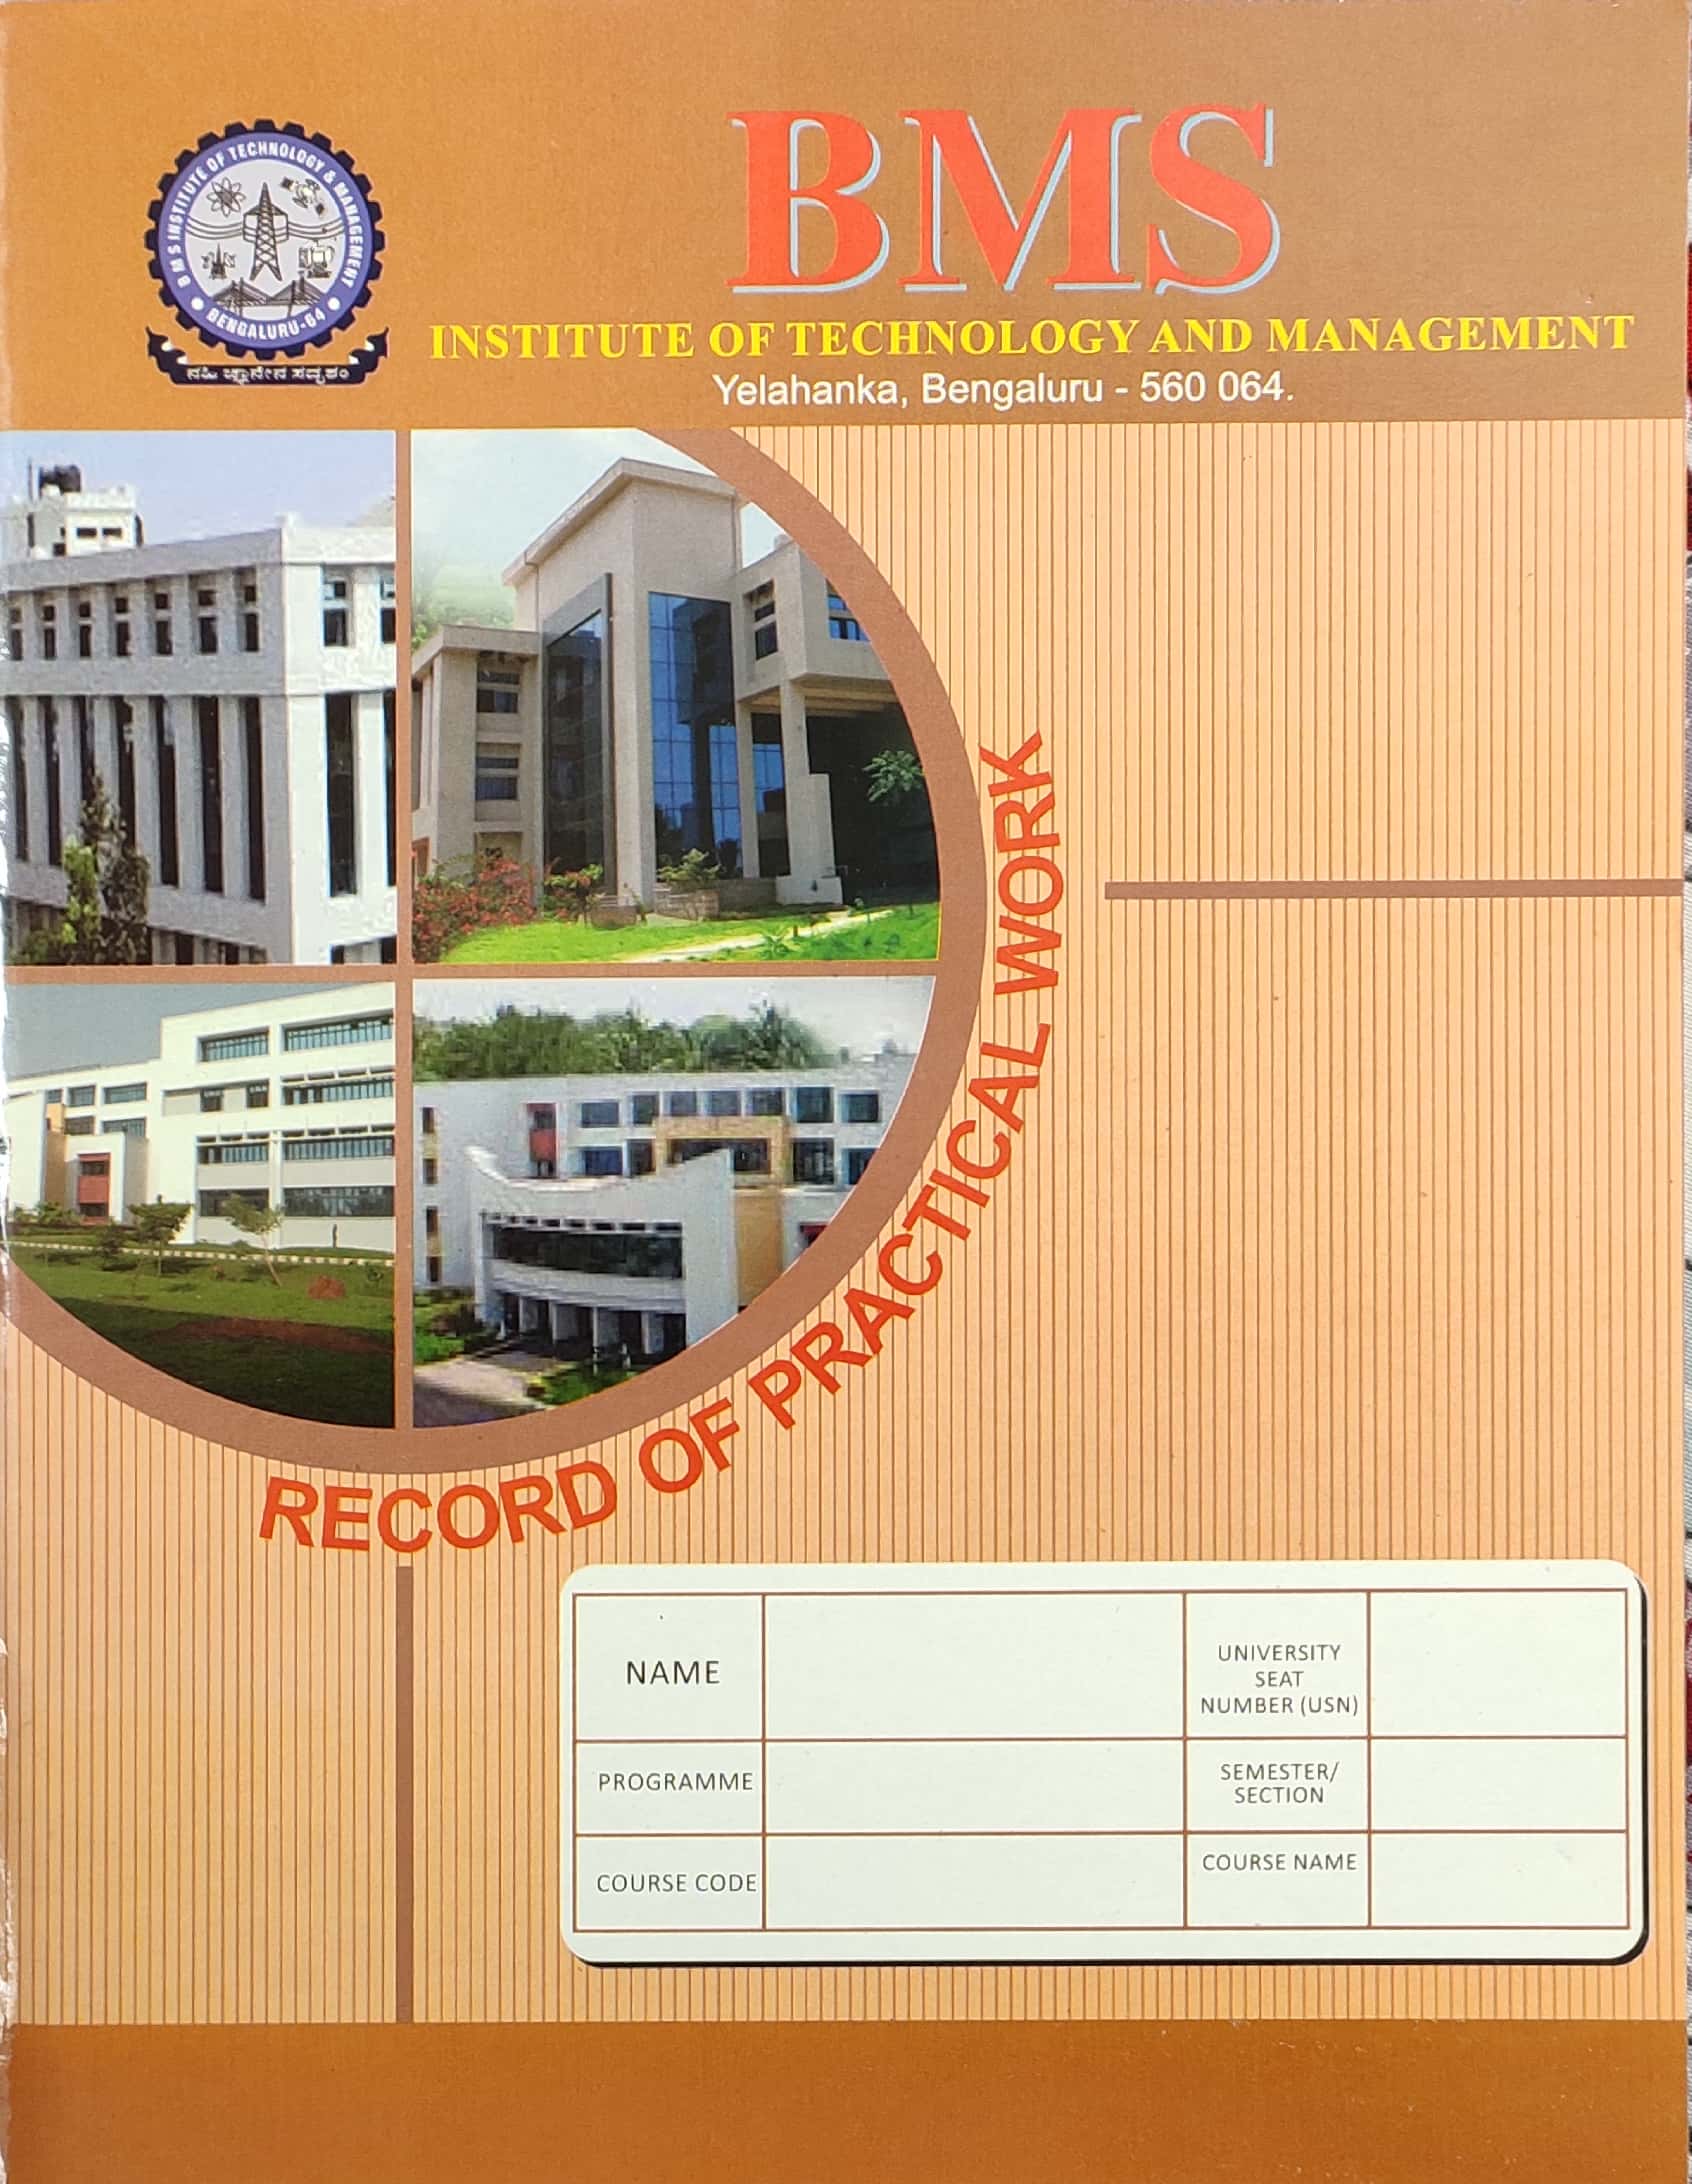 B M S INSTITUTE OF TECHNOLOGY & MANAGEMENT
BENGALURU-64
BMS
INSTITUTE OF TECHNOLOGY AND MANAGEMENT
Yelahanka, Bengaluru - 560 064.
RECORD OF PRACTICAL WORK
NAME
UNIVERSITY
SEAT
NUMBER (USN)
PROGRAMME
SEMESTER/
SECTION
COURSE CODE
COURSE NAME